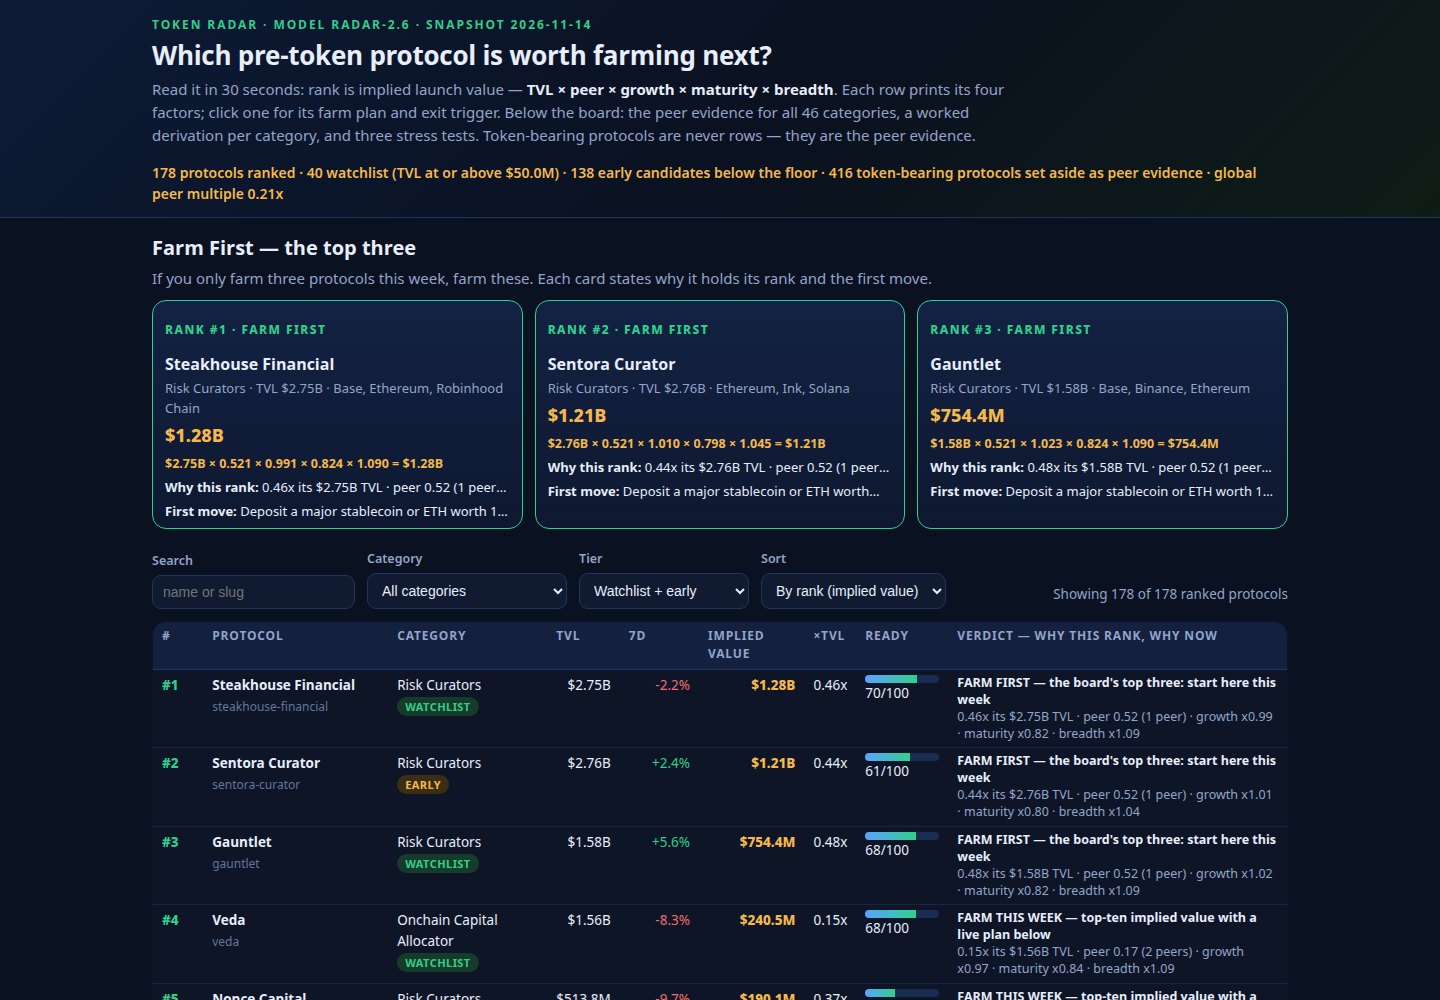 TOKEN RADAR · MODEL RADAR-2.6 · SNAPSHOT 2026-11-14
Which pre-token protocol is worth farming next?
Read it in 30 seconds: rank is implied launch value — TVL × peer × growth × maturity × breadth. Each row prints its four
factors; click one for its farm plan and exit trigger. Below the board: the peer evidence for all 46 categories, a worked
derivation per category, and three stress tests. Token-bearing protocols are never rows — they are the peer evidence.
178 protocols ranked · 40 watchlist (TVL at or above $50.0M) · 138 early candidates below the floor · 416 token-bearing protocols set aside as peer evidence · global
peer multiple 0.21x
Farm First — the top three
If you only farm three protocols this week, farm these. Each card states why it holds its rank and the first move.
RANK #1 · FARM FIRST
Steakhouse Financial
Risk Curators · TVL $2.75B · Base, Ethereum, Robinhood
Chain
$1.28B
$2.75B × 0.521 × 0.991 × 0.824 × 1.090 = $1.28B
Why this rank: 0.46x its $2.75B TVL · peer 0.52 (1 peer...
First move: Deposit a major stablecoin or ETH worth 1...
RANK #2 · FARM FIRST
Sentora Curator
Risk Curators · TVL $2.76B · Ethereum, Ink, Solana
$1.21B
$2.76B × 0.521 × 1.010 × 0.798 × 1.045 = $1.21B
Why this rank: 0.44x its $2.76B TVL · peer 0.52 (1 peer...
First move: Deposit a major stablecoin or ETH worth...
RANK #3 · FARM FIRST
Gauntlet
Risk Curators · TVL $1.58B · Base, Binance, Ethereum
$754.4M
$1.58B × 0.521 × 1.023 × 0.824 × 1.090 = $754.4M
Why this rank: 0.48x its $1.58B TVL · peer 0.52 (1 peer...
First move: Deposit a major stablecoin or ETH worth 1...
Search
name or slug
Category
All categories
Tier
Watchlist + early
Sort
By rank (implied value)
Showing 178 of 178 ranked protocols
# PROTOCOL CATEGORY TVL 7D IMPLIED VALUE ×TVL READY VERDICT — WHY THIS RANK, WHY NOW
#1 Steakhouse Financial Risk Curators $2.75B -2.2% $1.28B 0.46x 70/100
steakhouse-financial WATCHLIST
FARM FIRST — the board's top three: start here this
week
0.46x its $2.75B TVL · peer 0.52 (1 peer) · growth x0.99
· maturity x0.82 · breadth x1.09
#2 Sentora Curator Risk Curators $2.76B +2.4% $1.21B 0.44x 61/100
sentora-curator EARLY
FARM FIRST — the board's top three: start here this
week
0.44x its $2.76B TVL · peer 0.52 (1 peer) · growth x1.01
· maturity x0.80 · breadth x1.04
#3 Gauntlet Risk Curators $1.58B +5.6% $754.4M 0.48x 68/100
gauntlet WATCHLIST
FARM FIRST — the board's top three: start here this
week
0.48x its $1.58B TVL · peer 0.52 (1 peer) · growth x1.02
· maturity x0.82 · breadth x1.09
#4 Veda Onchain Capital Allocator $1.56B -8.3% $240.5M 0.15x 68/100
veda WATCHLIST
FARM THIS WEEK — top-ten implied value with a
live plan below
0.15x its $1.56B TVL · peer 0.17 (2 peers) · growth
x0.97 · maturity x0.84 · breadth x1.09
#5 Nonce Capital Risk Curators $513.8M -9.7% $190.1M 0.37x
FARM THIS WEEK — top-ten implied value with a